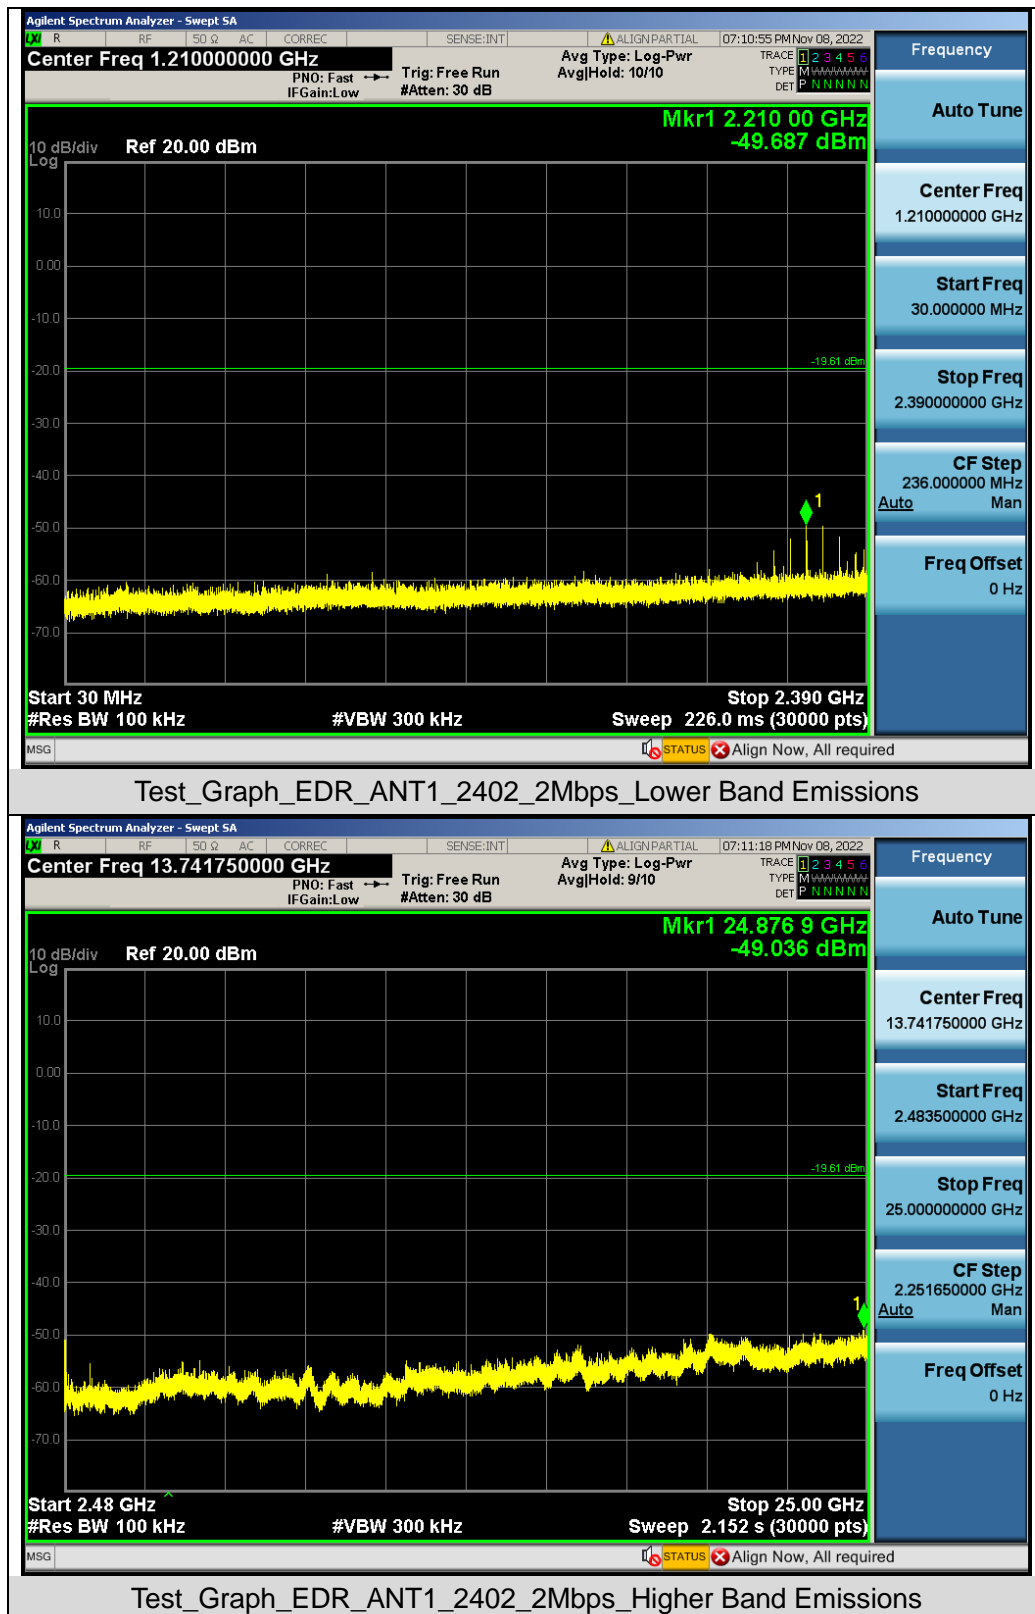 Agilent Spectrum Analyzer - Swept SA
LXI R RF 50 Ω AC CORREC SENSE:INT ALIGN PARTIAL 07:10:55 PM Nov 08, 2022
Center Freq 1.210000000 GHz
PNO: Fast
IFGain:Low
Trig: Free Run
#Atten: 30 dB
Avg Type: Log-Pwr
Avg|Hold: 10/10
TRACE 1 2 3 4 5 6
TYPE M
DET P N N N N N
Mkr1 2.210 00 GHz
-49.687 dBm
10 dB/div Ref 20.00 dBm
Log
10.0
0.00
-10.0
-19.61 dBm
-20.0
-30.0
-40.0
1
-50.0
-60.0
-70.0
Start 30 MHz Stop 2.390 GHz
#Res BW 100 kHz #VBW 300 kHz Sweep 226.0 ms (30000 pts)
MSG STATUS Align Now, All required
Frequency
Auto Tune
Center Freq
1.210000000 GHz
Start Freq
30.000000 MHz
Stop Freq
2.390000000 GHz
CF Step
236.000000 MHz
Auto Man
Freq Offset
0 Hz
Test_Graph_EDR_ANT1_2402_2Mbps_Lower Band Emissions
Agilent Spectrum Analyzer - Swept SA
LXI R RF 50 Ω AC CORREC SENSE:INT ALIGN PARTIAL 07:11:18 PM Nov 08, 2022
Center Freq 13.741750000 GHz
PNO: Fast
IFGain:Low
Trig: Free Run
#Atten: 30 dB
Avg Type: Log-Pwr
Avg|Hold: 9/10
TRACE 1 2 3 4 5 6
TYPE M
DET P N N N N N
Mkr1 24.876 9 GHz
-49.036 dBm
10 dB/div Ref 20.00 dBm
Log
10.0
0.00
-10.0
-19.61 dBm
-20.0
-30.0
-40.0
1
-50.0
-60.0
-70.0
Start 2.48 GHz Stop 25.00 GHz
#Res BW 100 kHz #VBW 300 kHz Sweep 2.152 s (30000 pts)
MSG STATUS Align Now, All required
Frequency
Auto Tune
Center Freq
13.741750000 GHz
Start Freq
2.483500000 GHz
Stop Freq
25.000000000 GHz
CF Step
2.251650000 GHz
Auto Man
Freq Offset
0 Hz
Test_Graph_EDR_ANT1_2402_2Mbps_Higher Band Emissions